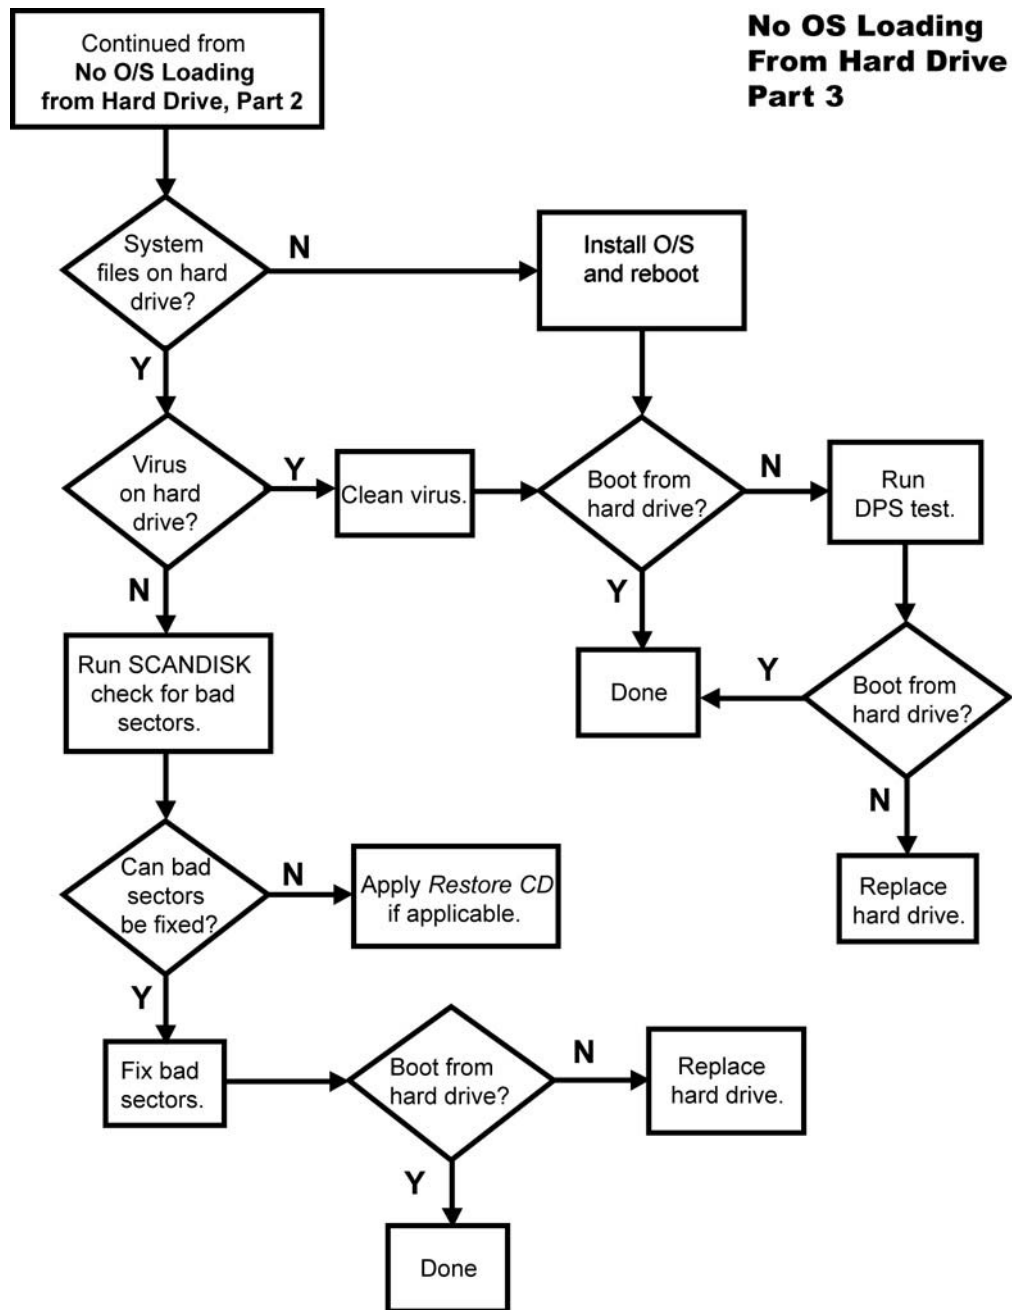 No OS Loading
From Hard Drive
Part 3
Continued from
No O/S Loading
from Hard Drive, Part 2
System
files on hard
drive?
N
Install O/S
and reboot
Y
Virus
on hard
drive?
Y
Clean virus.
Boot from
hard drive?
N
Run
DPS test.
N
Y
Run SCANDISK
check for bad
sectors.
Done
Y
Boot from
hard drive?
N
Can bad
sectors
be fixed?
N
Apply Restore CD
if applicable.
Replace
hard drive.
Y
Fix bad
sectors.
Boot from
hard drive?
N
Replace
hard drive.
Y
Done